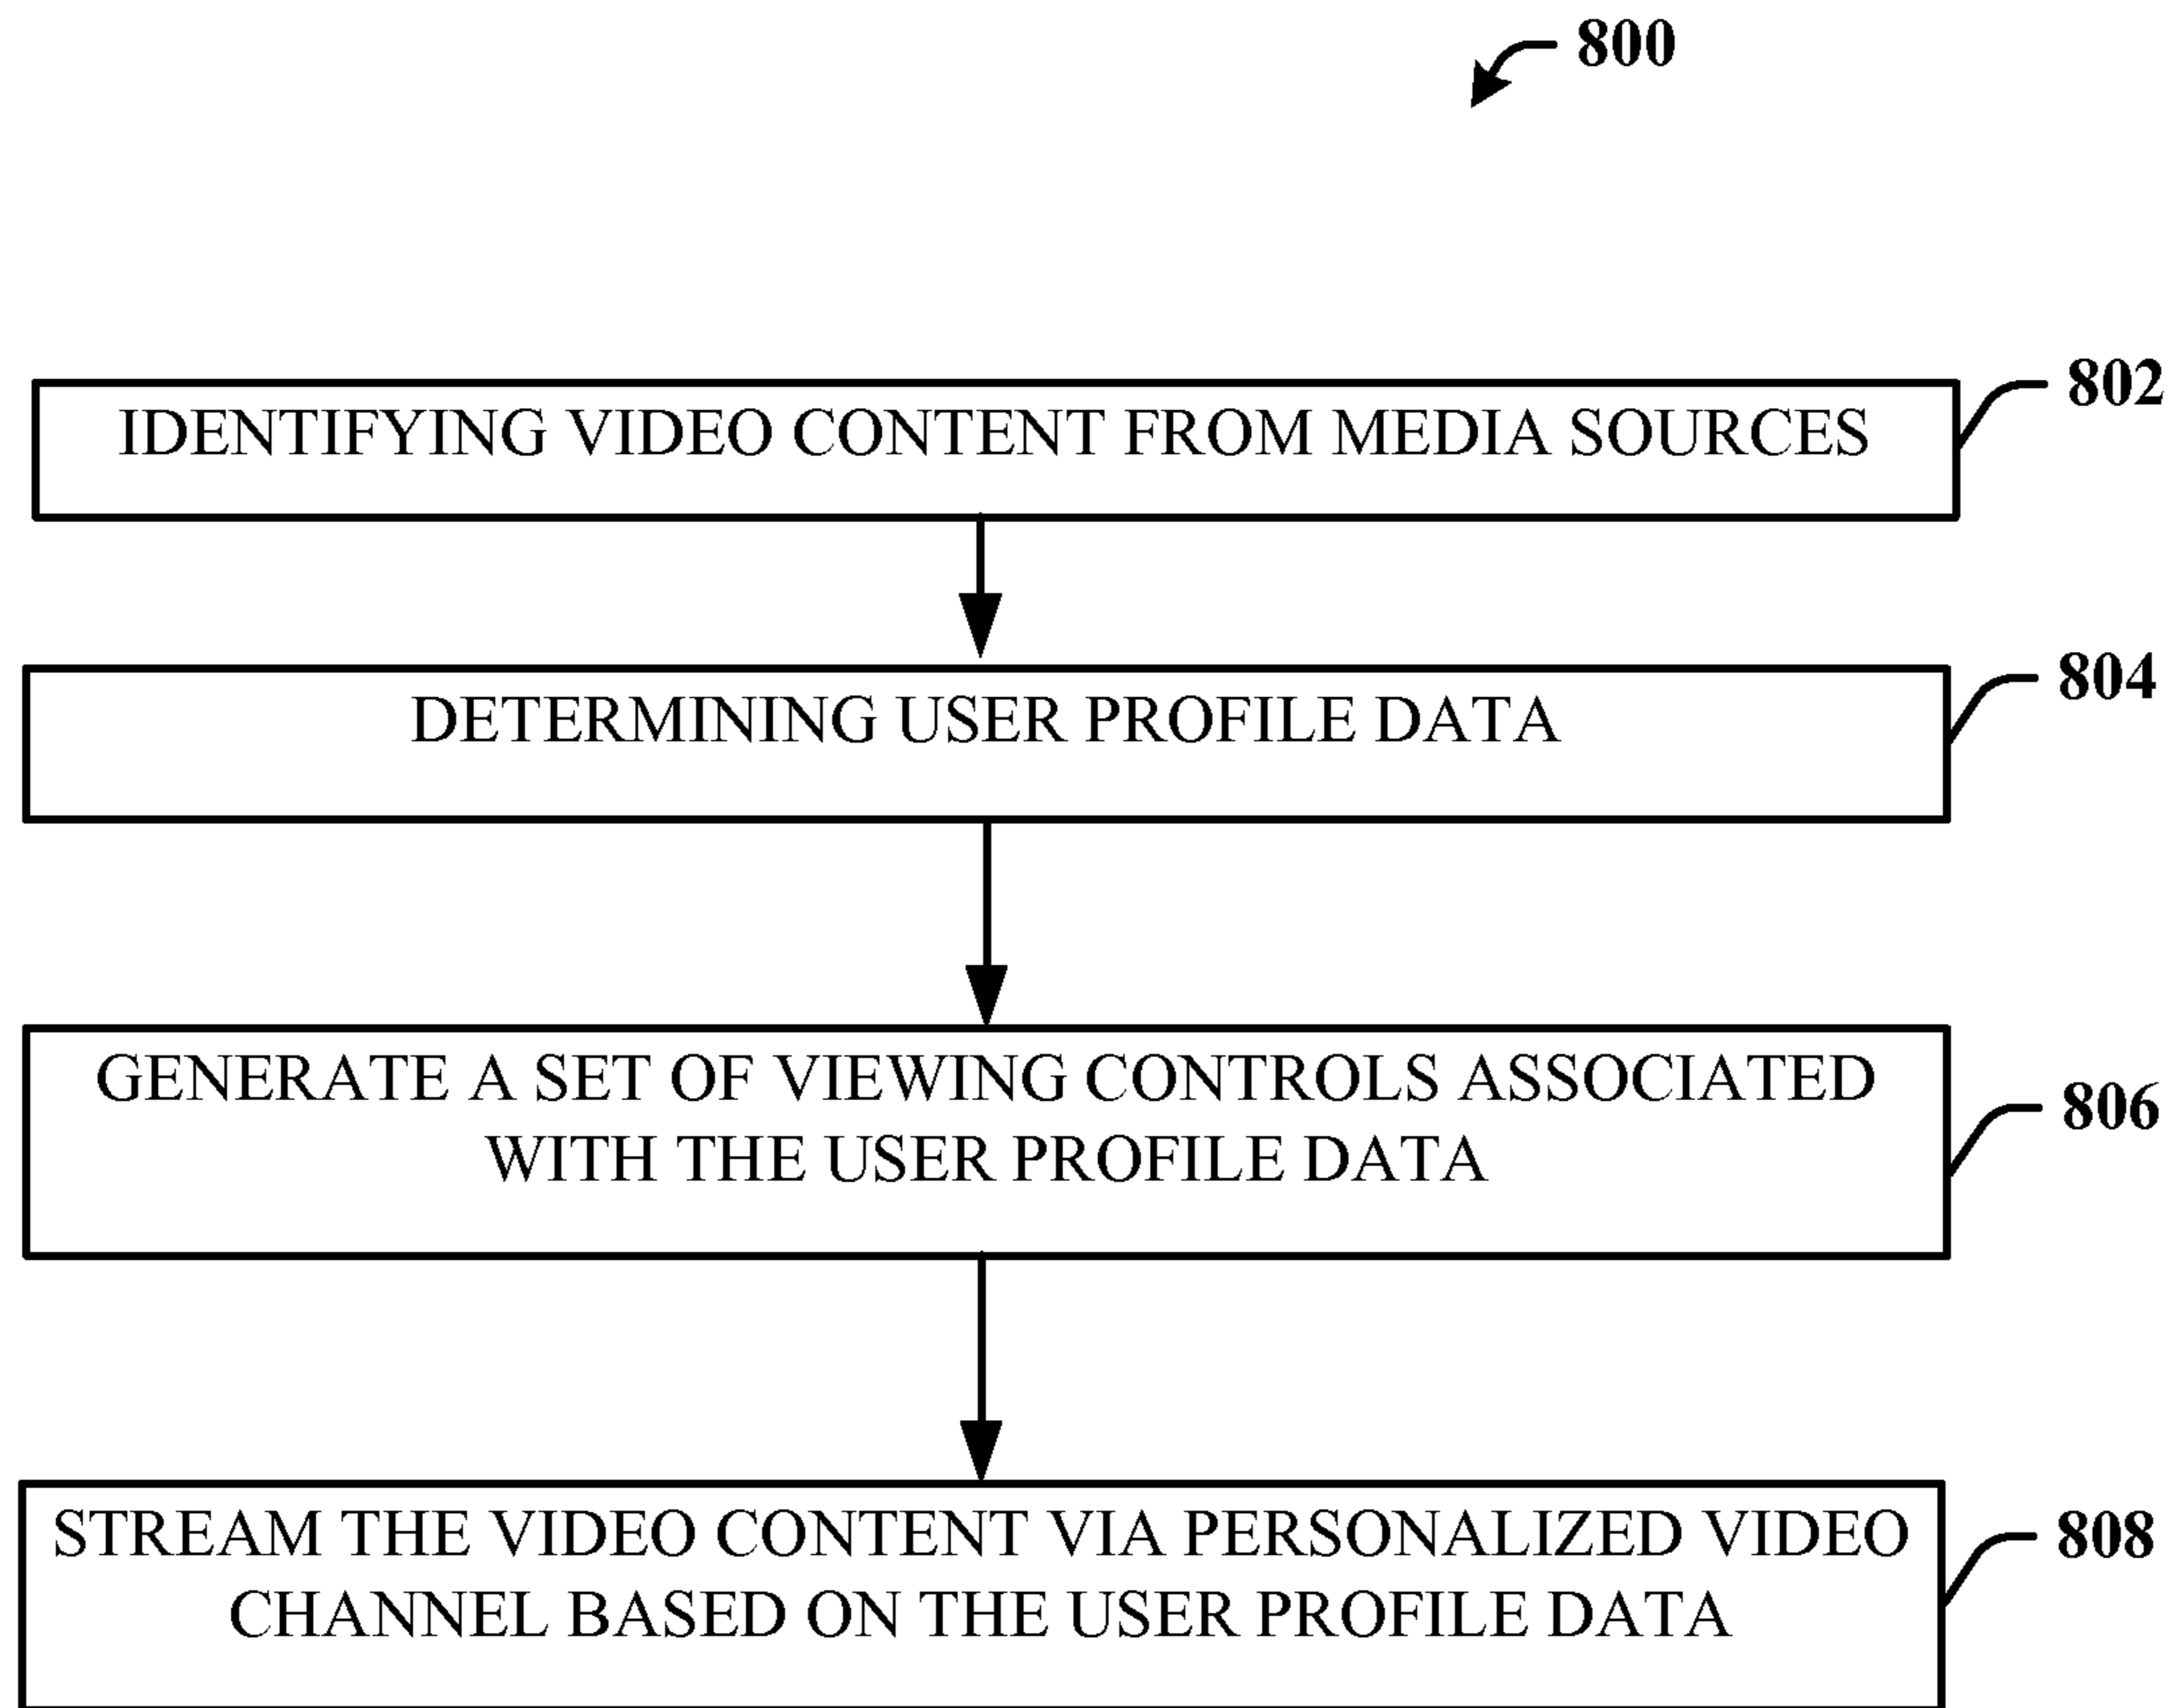 800
IDENTIFYING VIDEO CONTENT FROM MEDIA SOURCES
802
DETERMINING USER PROFILE DATA
804
GENERATE A SET OF VIEWING CONTROLS ASSOCIATED
WITH THE USER PROFILE DATA
806
STREAM THE VIDEO CONTENT VIA PERSONALIZED VIDEO
CHANNEL BASED ON THE USER PROFILE DATA
808